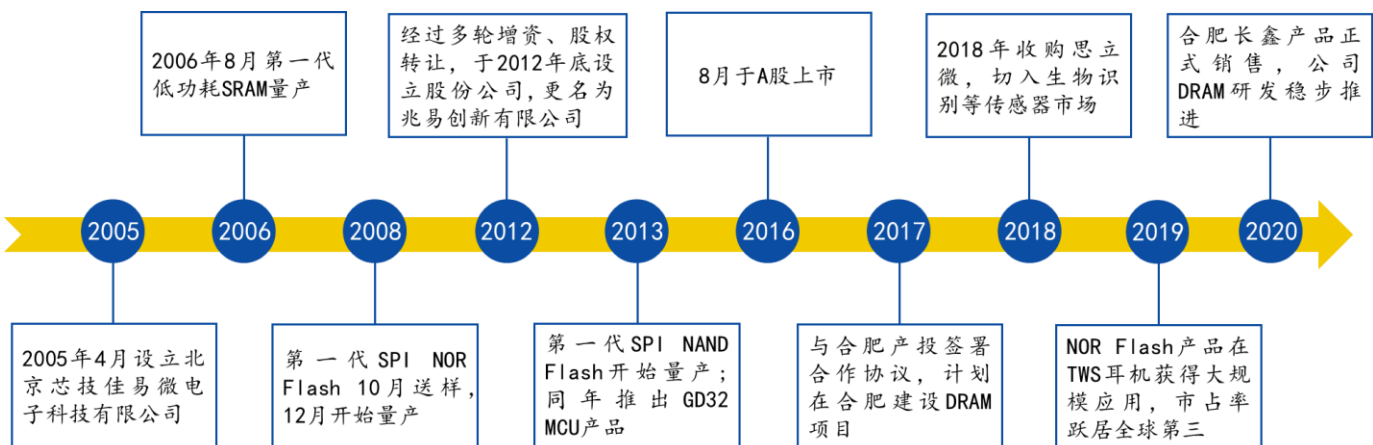 2006年8月第一代
低功耗SRAM量产
经过多轮增资、股权
转让，于2012年底设
立股份公司,更名为
兆易创新有限公司
8月于A股上市
2018年收购思立
微，切入生物识
别等传感器市场
合肥长鑫产品正
式销售，公司
DRAM研发稳步推
进
2005
2006
2008
2012
2013
2016
2017
2018
2019
2020
2005年4月设立北
京芯技佳易微电
子科技有限公司
第一代SPI NOR
Flash 10月送样，
12月开始量产
第一代SPI NAND
Flash开始量产；
同年推出GD32
MCU产品
与合肥产投签署
合作协议，计划
在合肥建设DRAM
项目
NOR Flash产品在
TWS耳机获得大规
模应用，市占率
跃居全球第三